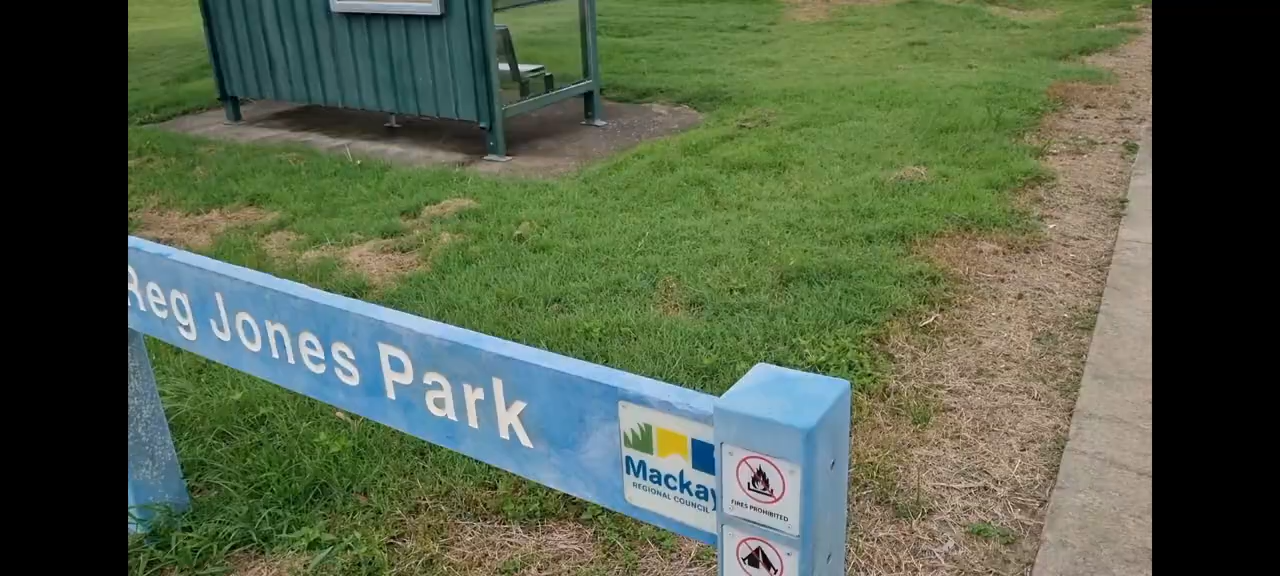 Reg Jones Park
Mackay
REGIONAL COUNCIL
FIRES PROHIBITED